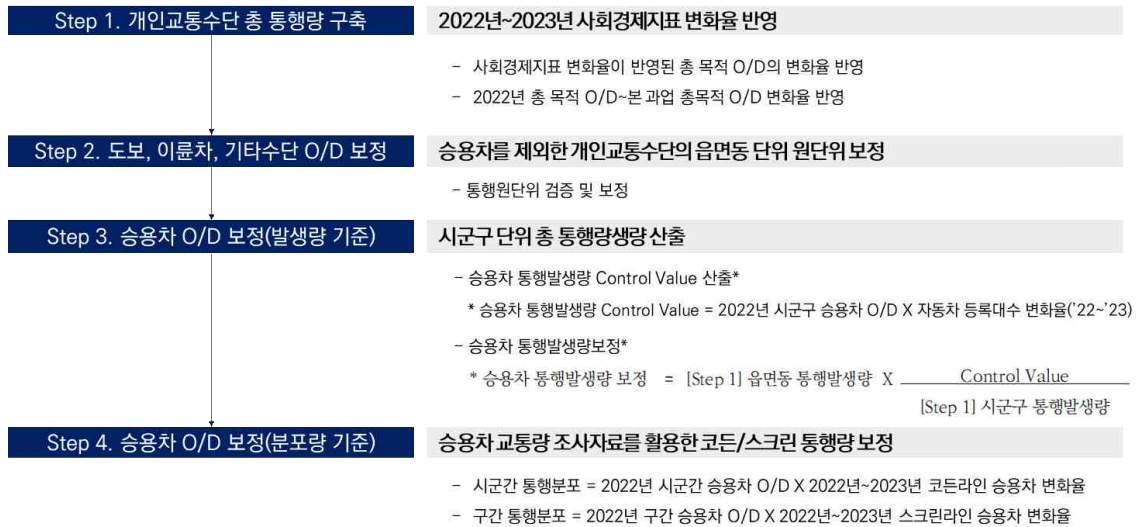 Step 1. 개인교통수단 총 통행량 구축
2022년~2023년 사회경제지표 변화율 반영
- 사회경제지표 변화율이 반영된 총 목적 O/D의 변화율 반영
- 2022년 총 목적 O/D~본 과업 총목적 O/D 변화율 반영
Step 2. 도보, 이륜차, 기타수단 O/D 보정
승용차를 제외한 개인교통수단의 읍면동 단위 원단위 보정
- 통행원단위 검증 및 보정
Step 3. 승용차 O/D 보정(발생량 기준)
시군구 단위 총 통행량생량 산출
- 승용차 통행발생량 Control Value 산출*
* 승용차 통행발생량 Control Value = 2022년 시군구 승용차 O/D X 자동차 등록대수 변화율('22~'23)
- 승용차 통행발생량보정*
* 승용차 통행발생량 보정 = [Step 1] 읍면동 통행발생량 X Control Value
[Step 1] 시군구 통행발생량
Step 4. 승용차 O/D 보정(분포량 기준)
승용차 교통량 조사자료를 활용한 코든/스크린 통행량 보정
- 시군간 통행분포 = 2022년 시군간 승용차 O/D X 2022년~2023년 코든라인 승용차 변화율
- 구간 통행분포 = 2022년 구간 승용차 O/D X 2022년~2023년 스크린라인 승용차 변화율